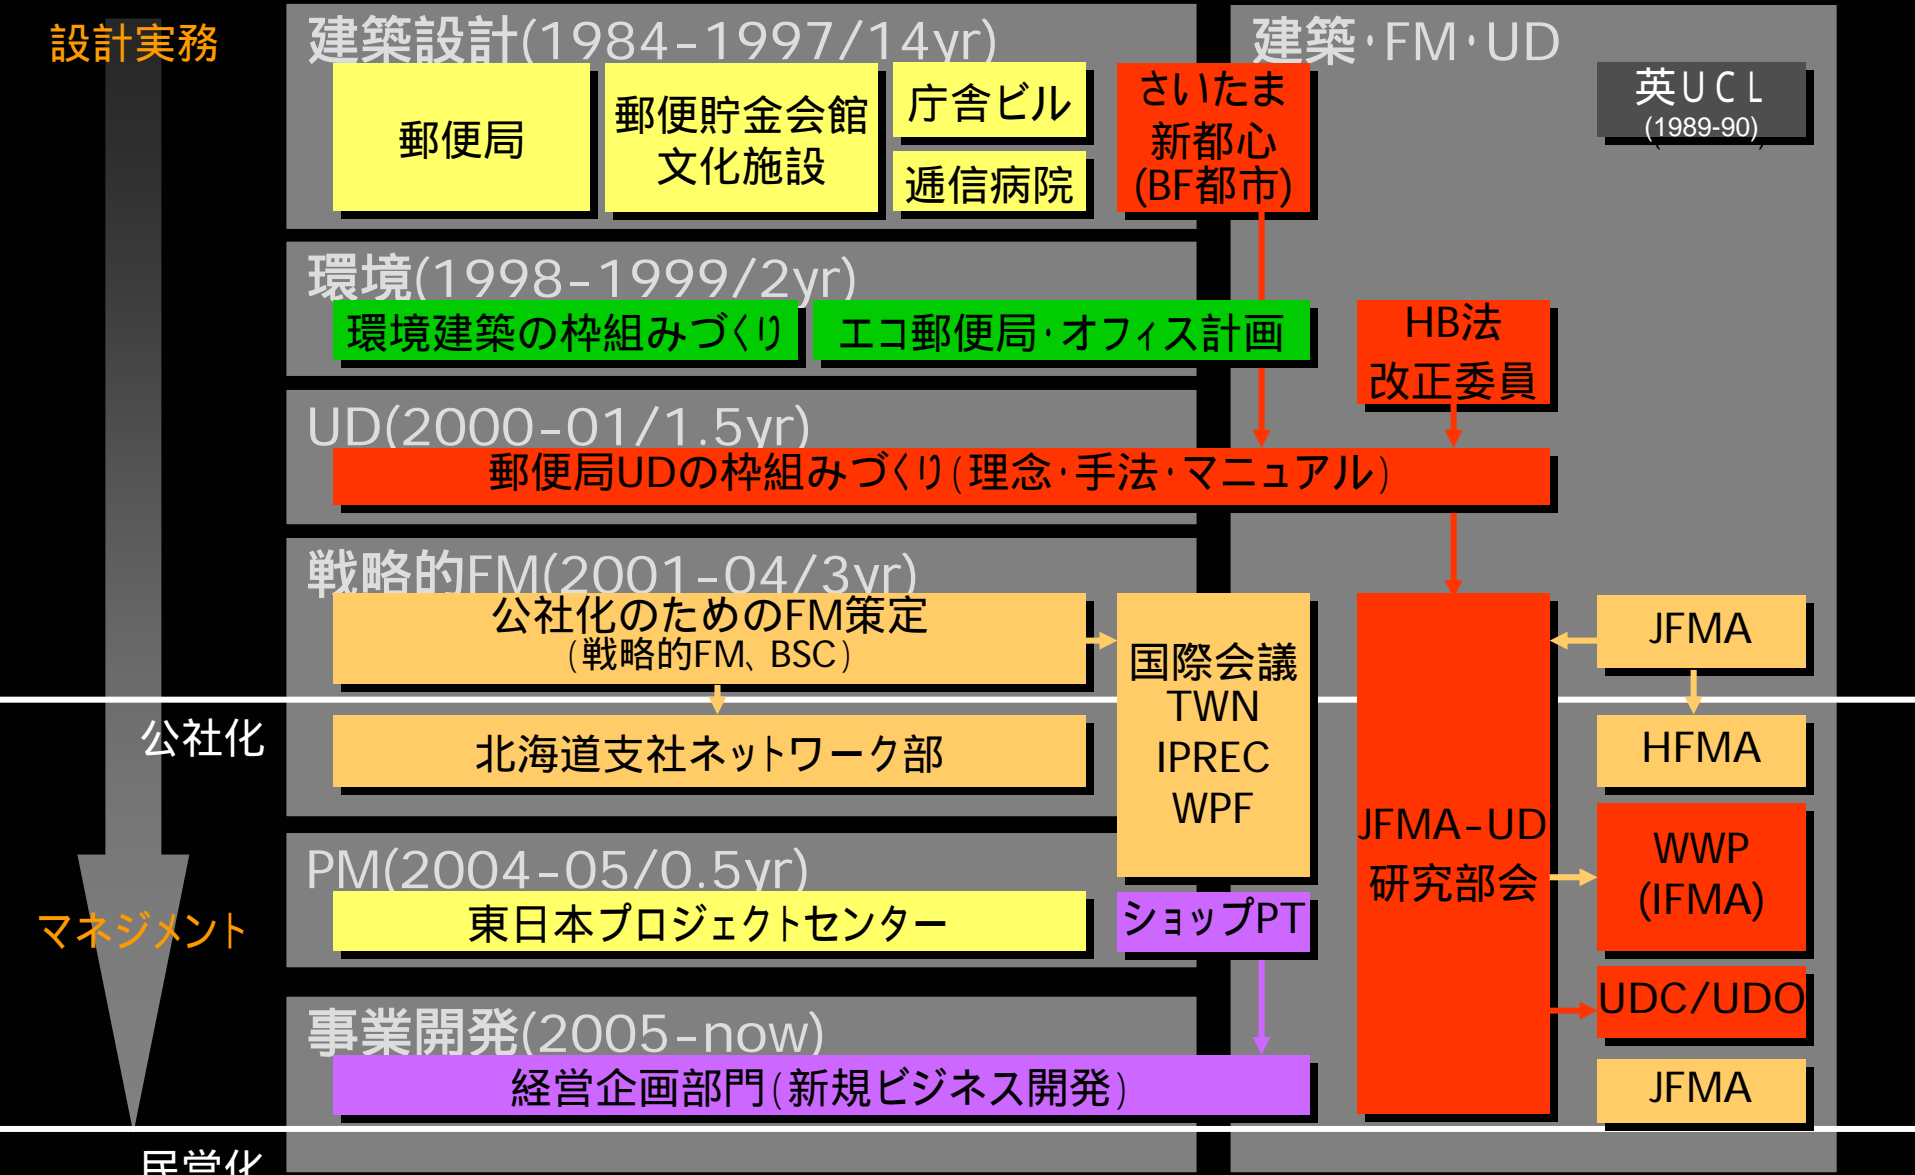 設計実務
建築設計(1984-1997/14yr)
郵便局
郵便貯金会館
文化施設
庁舎ビル
逓信病院
さいたま
新都心
(BF都市)
建築・FM・UD
英UCL
(1989-90)
環境(1998-1999/2yr)
環境建築の枠組みづくり
エコ郵便局・オフィス計画
HB法
改正委員
UD(2000-01/1.5yr)
郵便局UDの枠組みづくり(理念・手法・マニュアル)
戦略的FM(2001-04/3yr)
公社化のためのFM策定
(戦略的FM、BSC)
国際会議
TWN
IPREC
WPF
JFMA
公社化
北海道支社ネットワーク部
HFMA
JFMA-UD
研究部会
WWP
(IFMA)
PM(2004-05/0.5yr)
マネジメント
東日本プロジェクトセンター
ショップPT
UDC/UDO
事業開発(2005-now)
経営企画部門(新規ビジネス開発)
JFMA
民営化